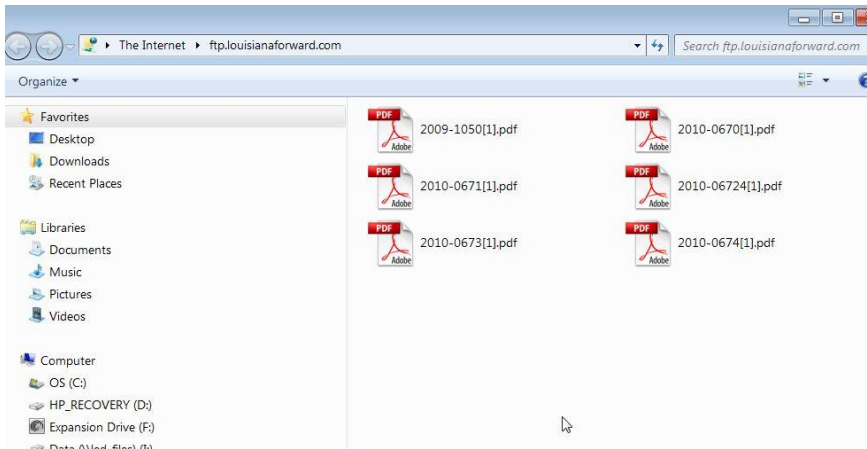 The Internet ftp.louisianaforward.com
Search ftp.louisianaforward.com
Organize
Favorites
Desktop
Downloads
Recent Places
Libraries
Documents
Music
Pictures
Videos
Computer
OS (C:)
HP_RECOVERY (D:)
Expansion Drive (F:)
PDF Adobe 2009-1050[1].pdf
PDF Adobe 2010-0670[1].pdf
PDF Adobe 2010-0671[1].pdf
PDF Adobe 2010-06724[1].pdf
PDF Adobe 2010-0673[1].pdf
PDF Adobe 2010-0674[1].pdf